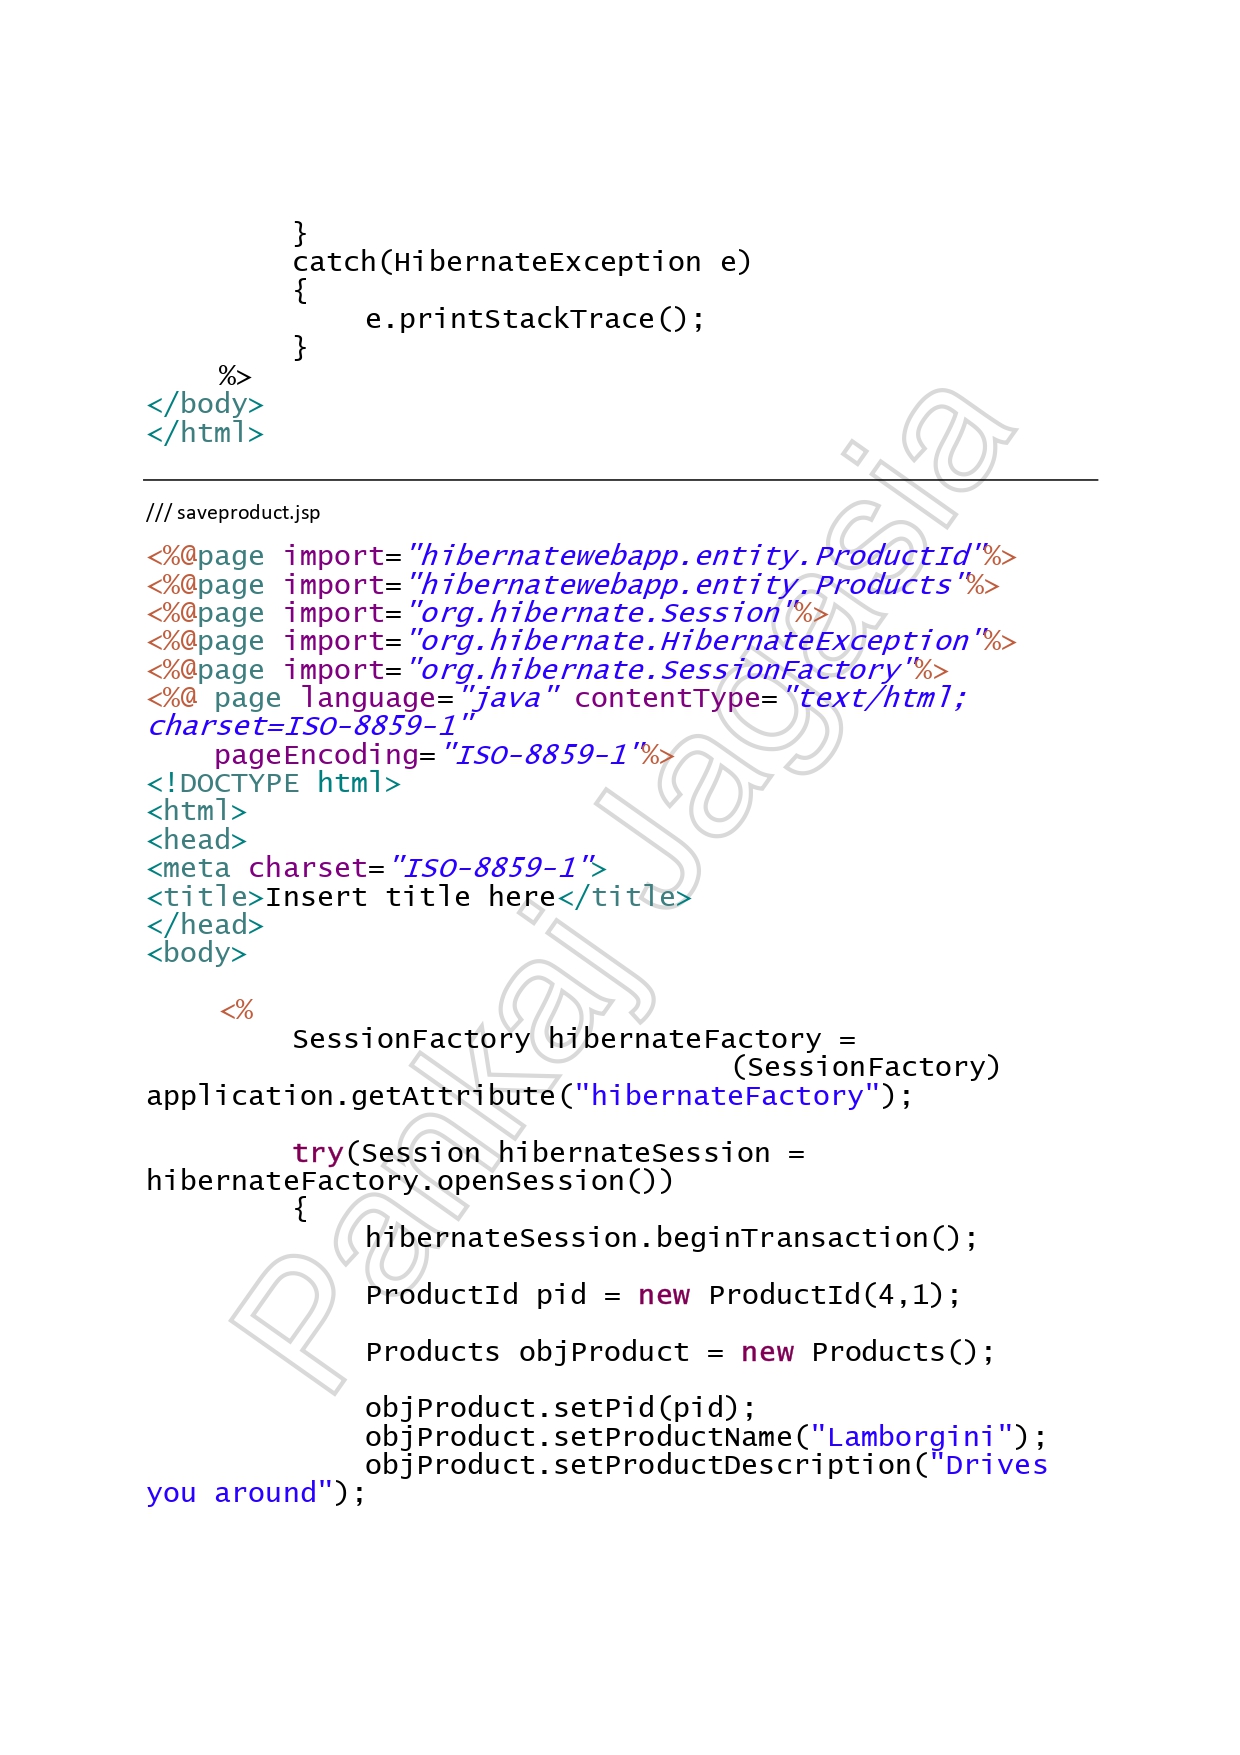 }
catch(HibernateException e)
{
e.printStackTrace();
}
%>
</body>
</html>
/// saveproduct.jsp
<%@page import="hibernatewebapp.entity.ProductId"%>
<%@page import="hibernatewebapp.entity.Products"%>
<%@page import="org.hibernate.Session"%>
<%@page import="org.hibernate.HibernateException"%>
<%@page import="org.hibernate.SessionFactory"%>
<%@ page language="java" contentType="text/html;
charset=ISO-8859-1"
pageEncoding="ISO-8859-1"%>
<!DOCTYPE html>
<html>
<head>
<meta charset="ISO-8859-1">
<title>Insert title here</title>
</head>
<body>
<%
SessionFactory hibernateFactory =
(SessionFactory)
application.getAttribute("hibernateFactory");
try(Session hibernateSession =
hibernateFactory.openSession())
{
hibernateSession.beginTransaction();
ProductId pid = new ProductId(4,1);
Products objProduct = new Products();
objProduct.setPid(pid);
objProduct.setProductName("Lamborgini");
objProduct.setProductDescription("Drives
you around");
Pankaj Jagasia